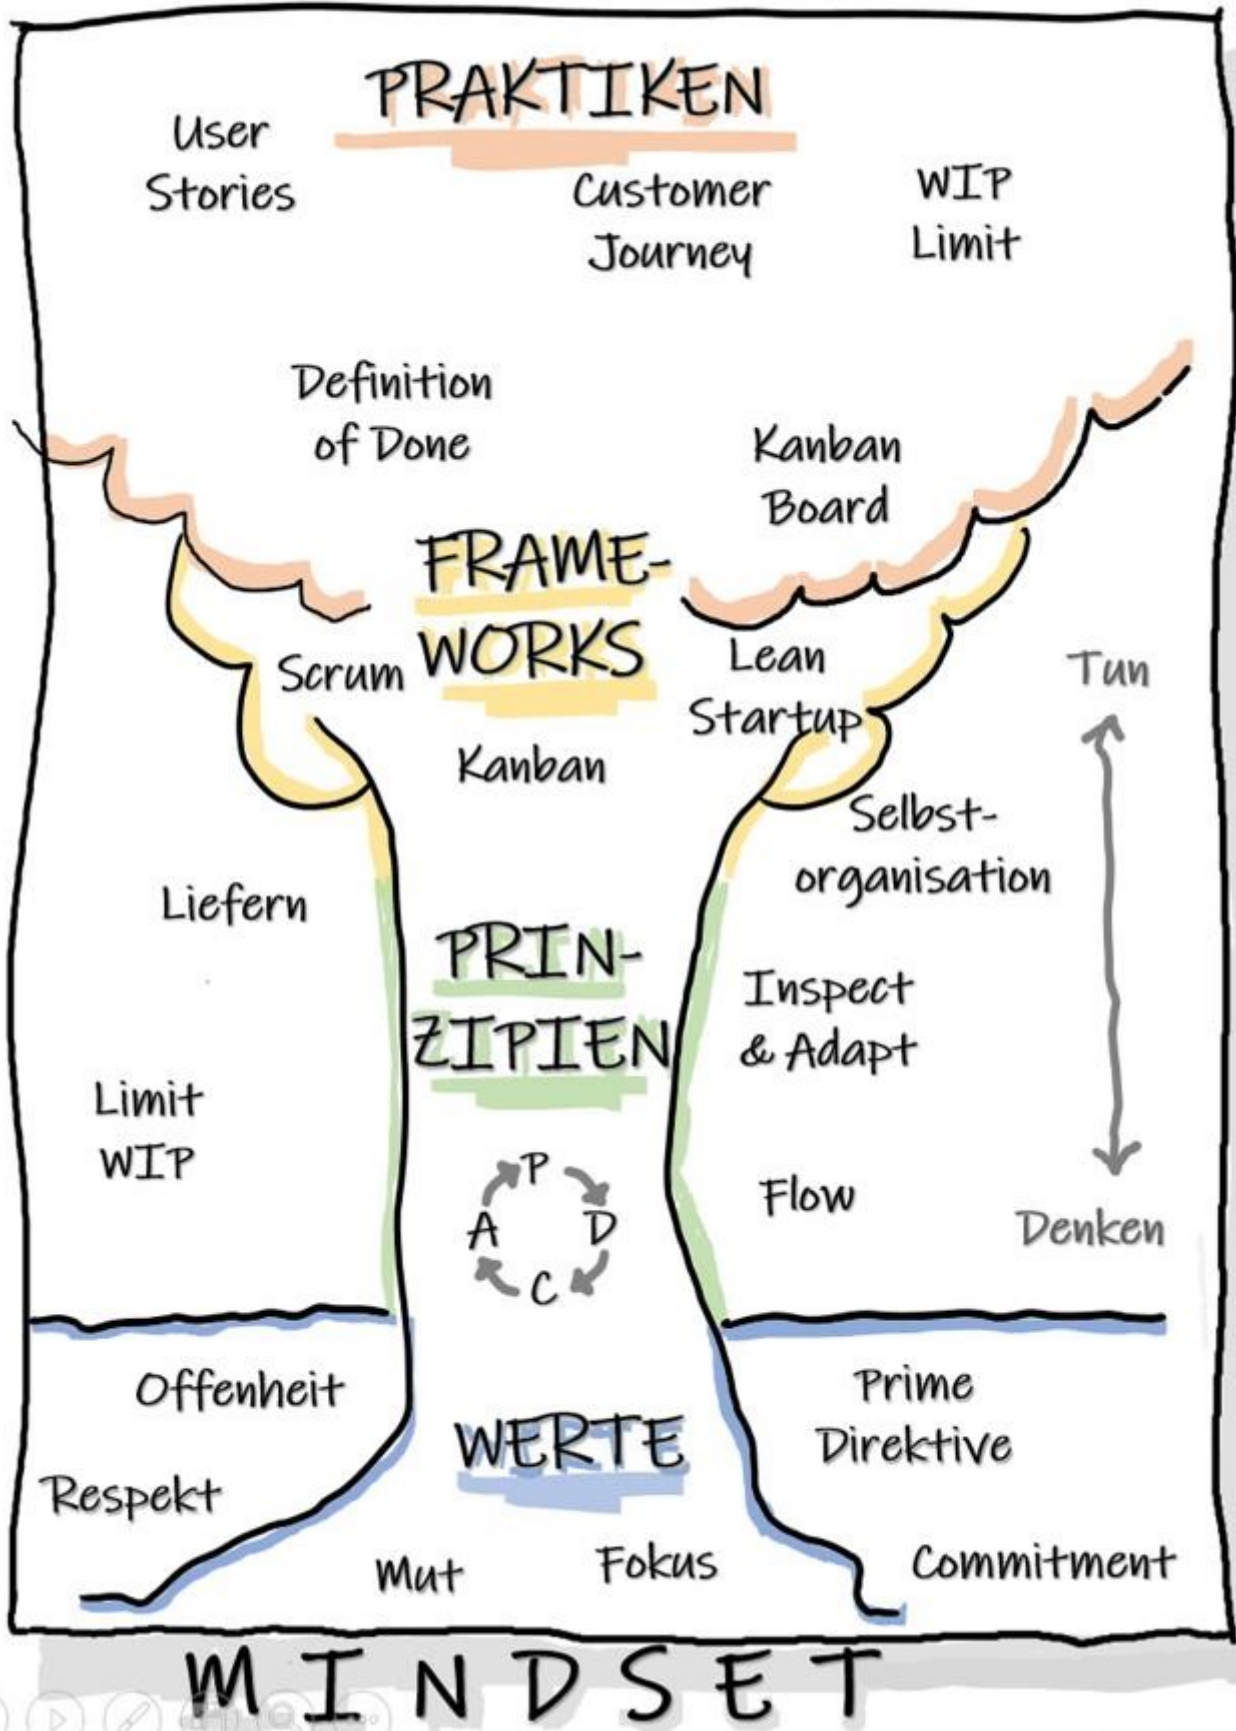 PRAKTIKEN
User
Stories
Customer
Journey
WIP
Limit
Definition
of Done
Kanban
Board
FRAME-
WORKS
Scrum
Lean
Startup
Kanban
Tun
Selbst-
organisation
Liefern
PRIN-
ZIPIEN
Inspect
& Adapt
Limit
WIP
P
D
C
A
Flow
Denken
Offenheit
Prime
Direktive
WERTE
Respekt
Mut
Fokus
Commitment
MINDSET